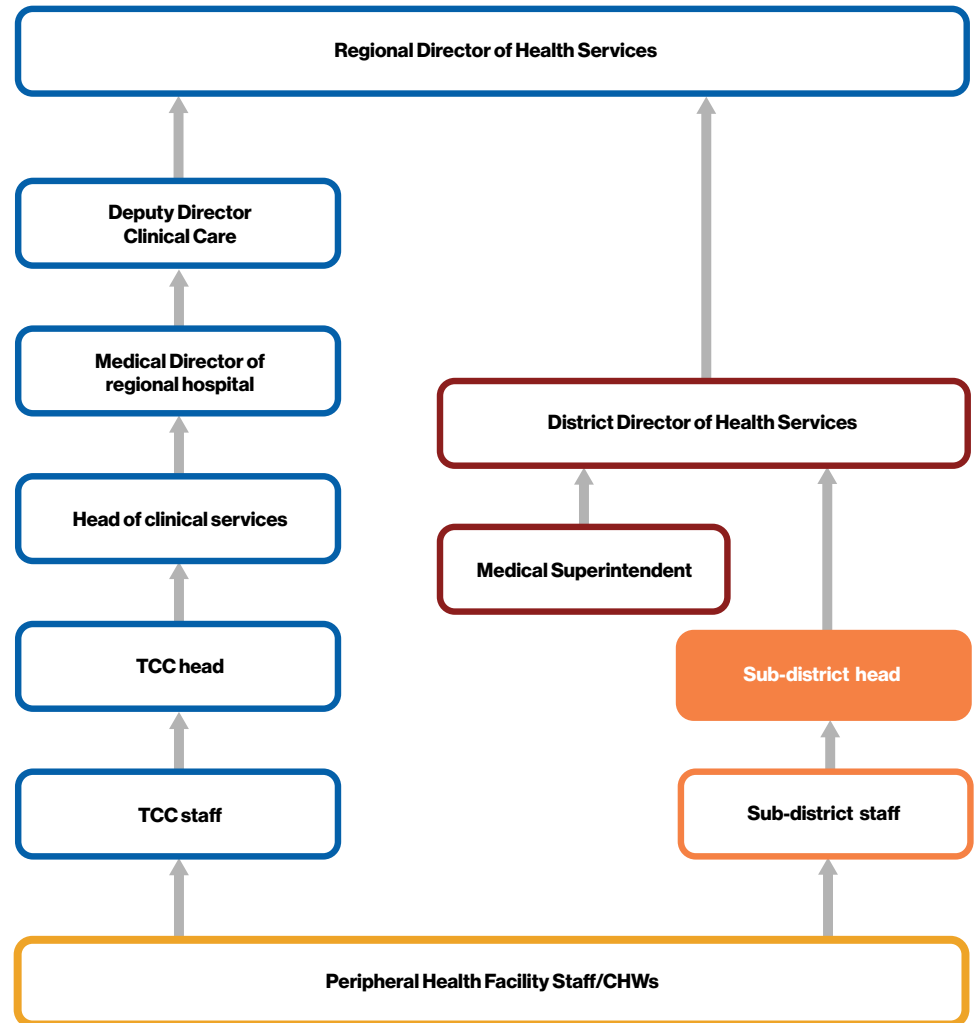 Regional Director of Health Services
Deputy Director
Clinical Care
Medical Director of
regional hospital
District Director of Health Services
Head of clinical services
Medical Superintendent
TCC head
Sub-district head
TCC staff
Sub-district staff
Peripheral Health Facility Staff/CHWs